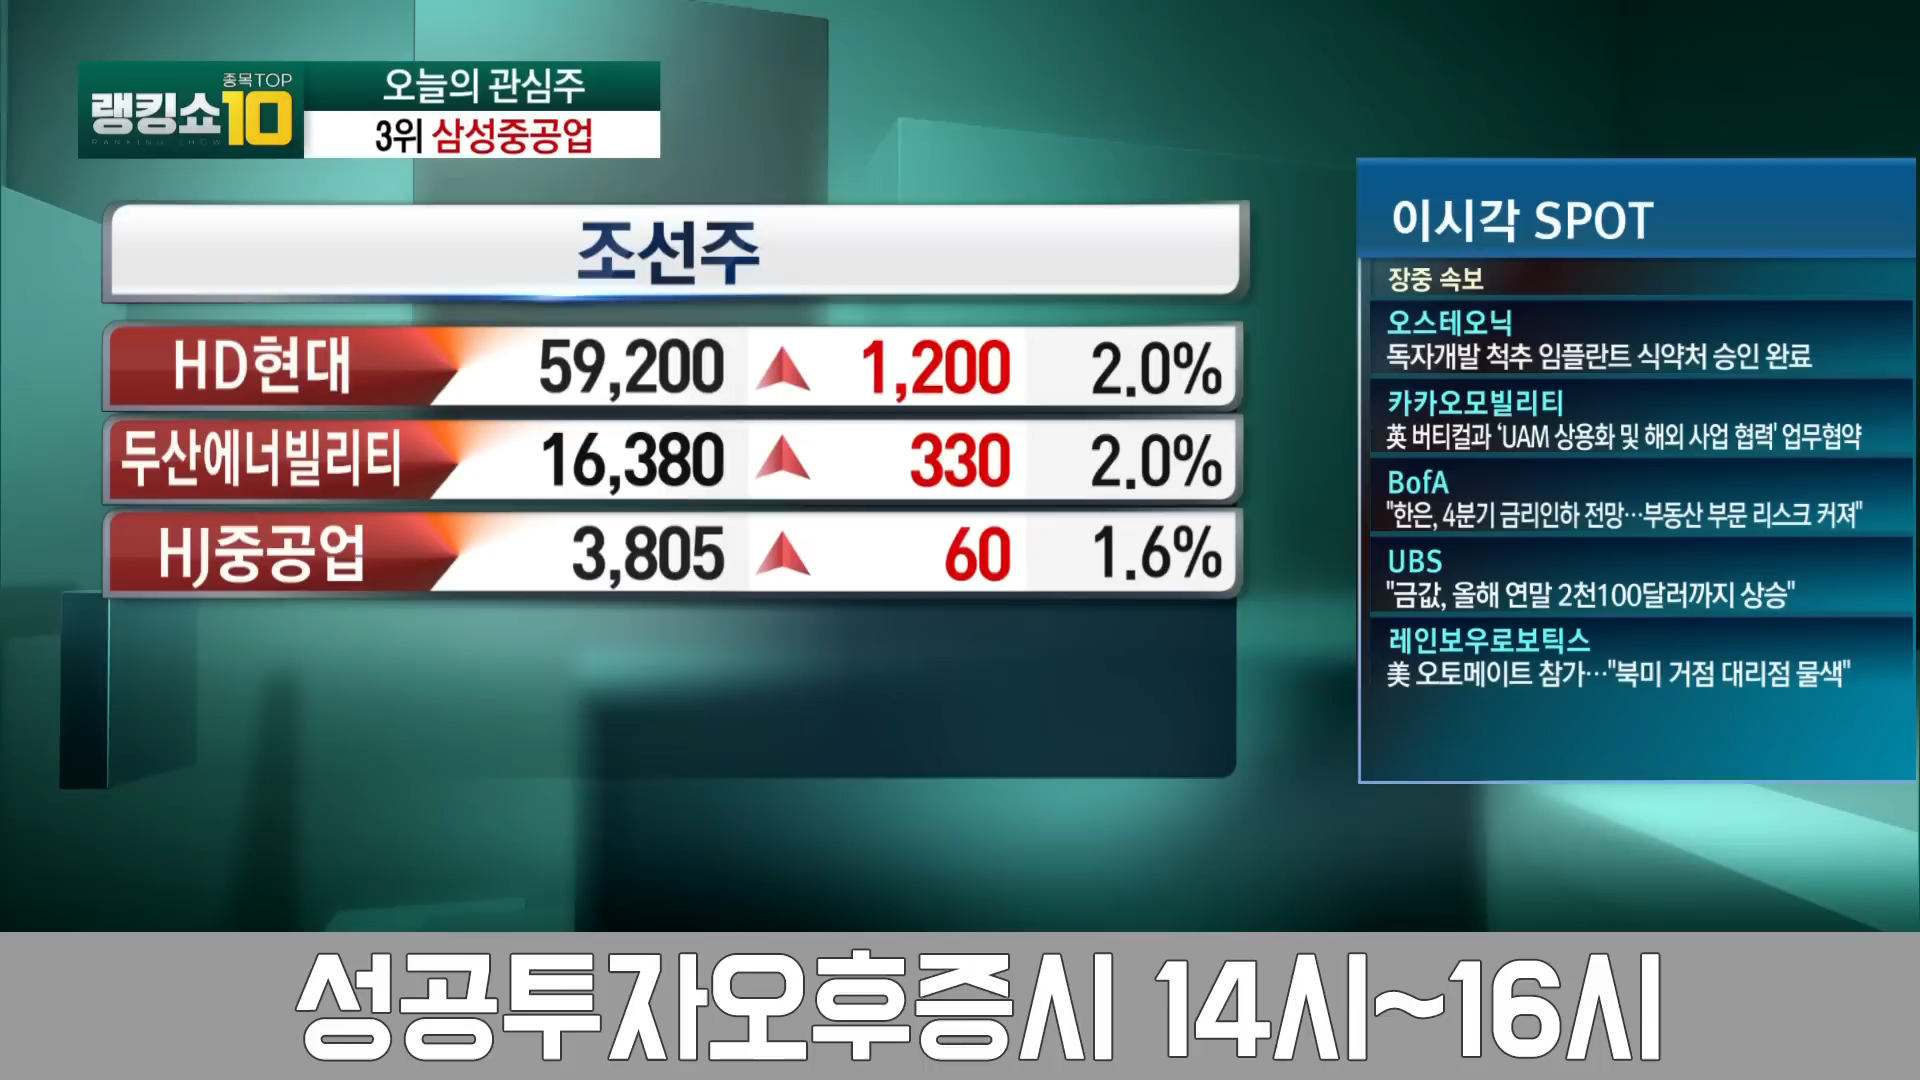 종목TOP
랭킹쇼10
RANKING SHOW
오늘의 관심주
3위 삼성중공업
조선주
HD현대 59,200 ▲ 1,200 2.0%
두산에너빌리티 16,380 ▲ 330 2.0%
HJ중공업 3,805 ▲ 60 1.6%
이시각 SPOT
장중 속보
오스테오닉
독자개발 척추 임플란트 식약처 승인 완료
카카오모빌리티
英 버티컬과 ‘UAM 상용화 및 해외 사업 협력’ 업무협약
BofA
"한은, 4분기 금리인하 전망…부동산 부문 리스크 커져"
UBS
"금값, 올해 연말 2천100달러까지 상승"
레인보우로보틱스
美 오토메이트 참가…"북미 거점 대리점 물색"
성공투자오후증시 14시~16시